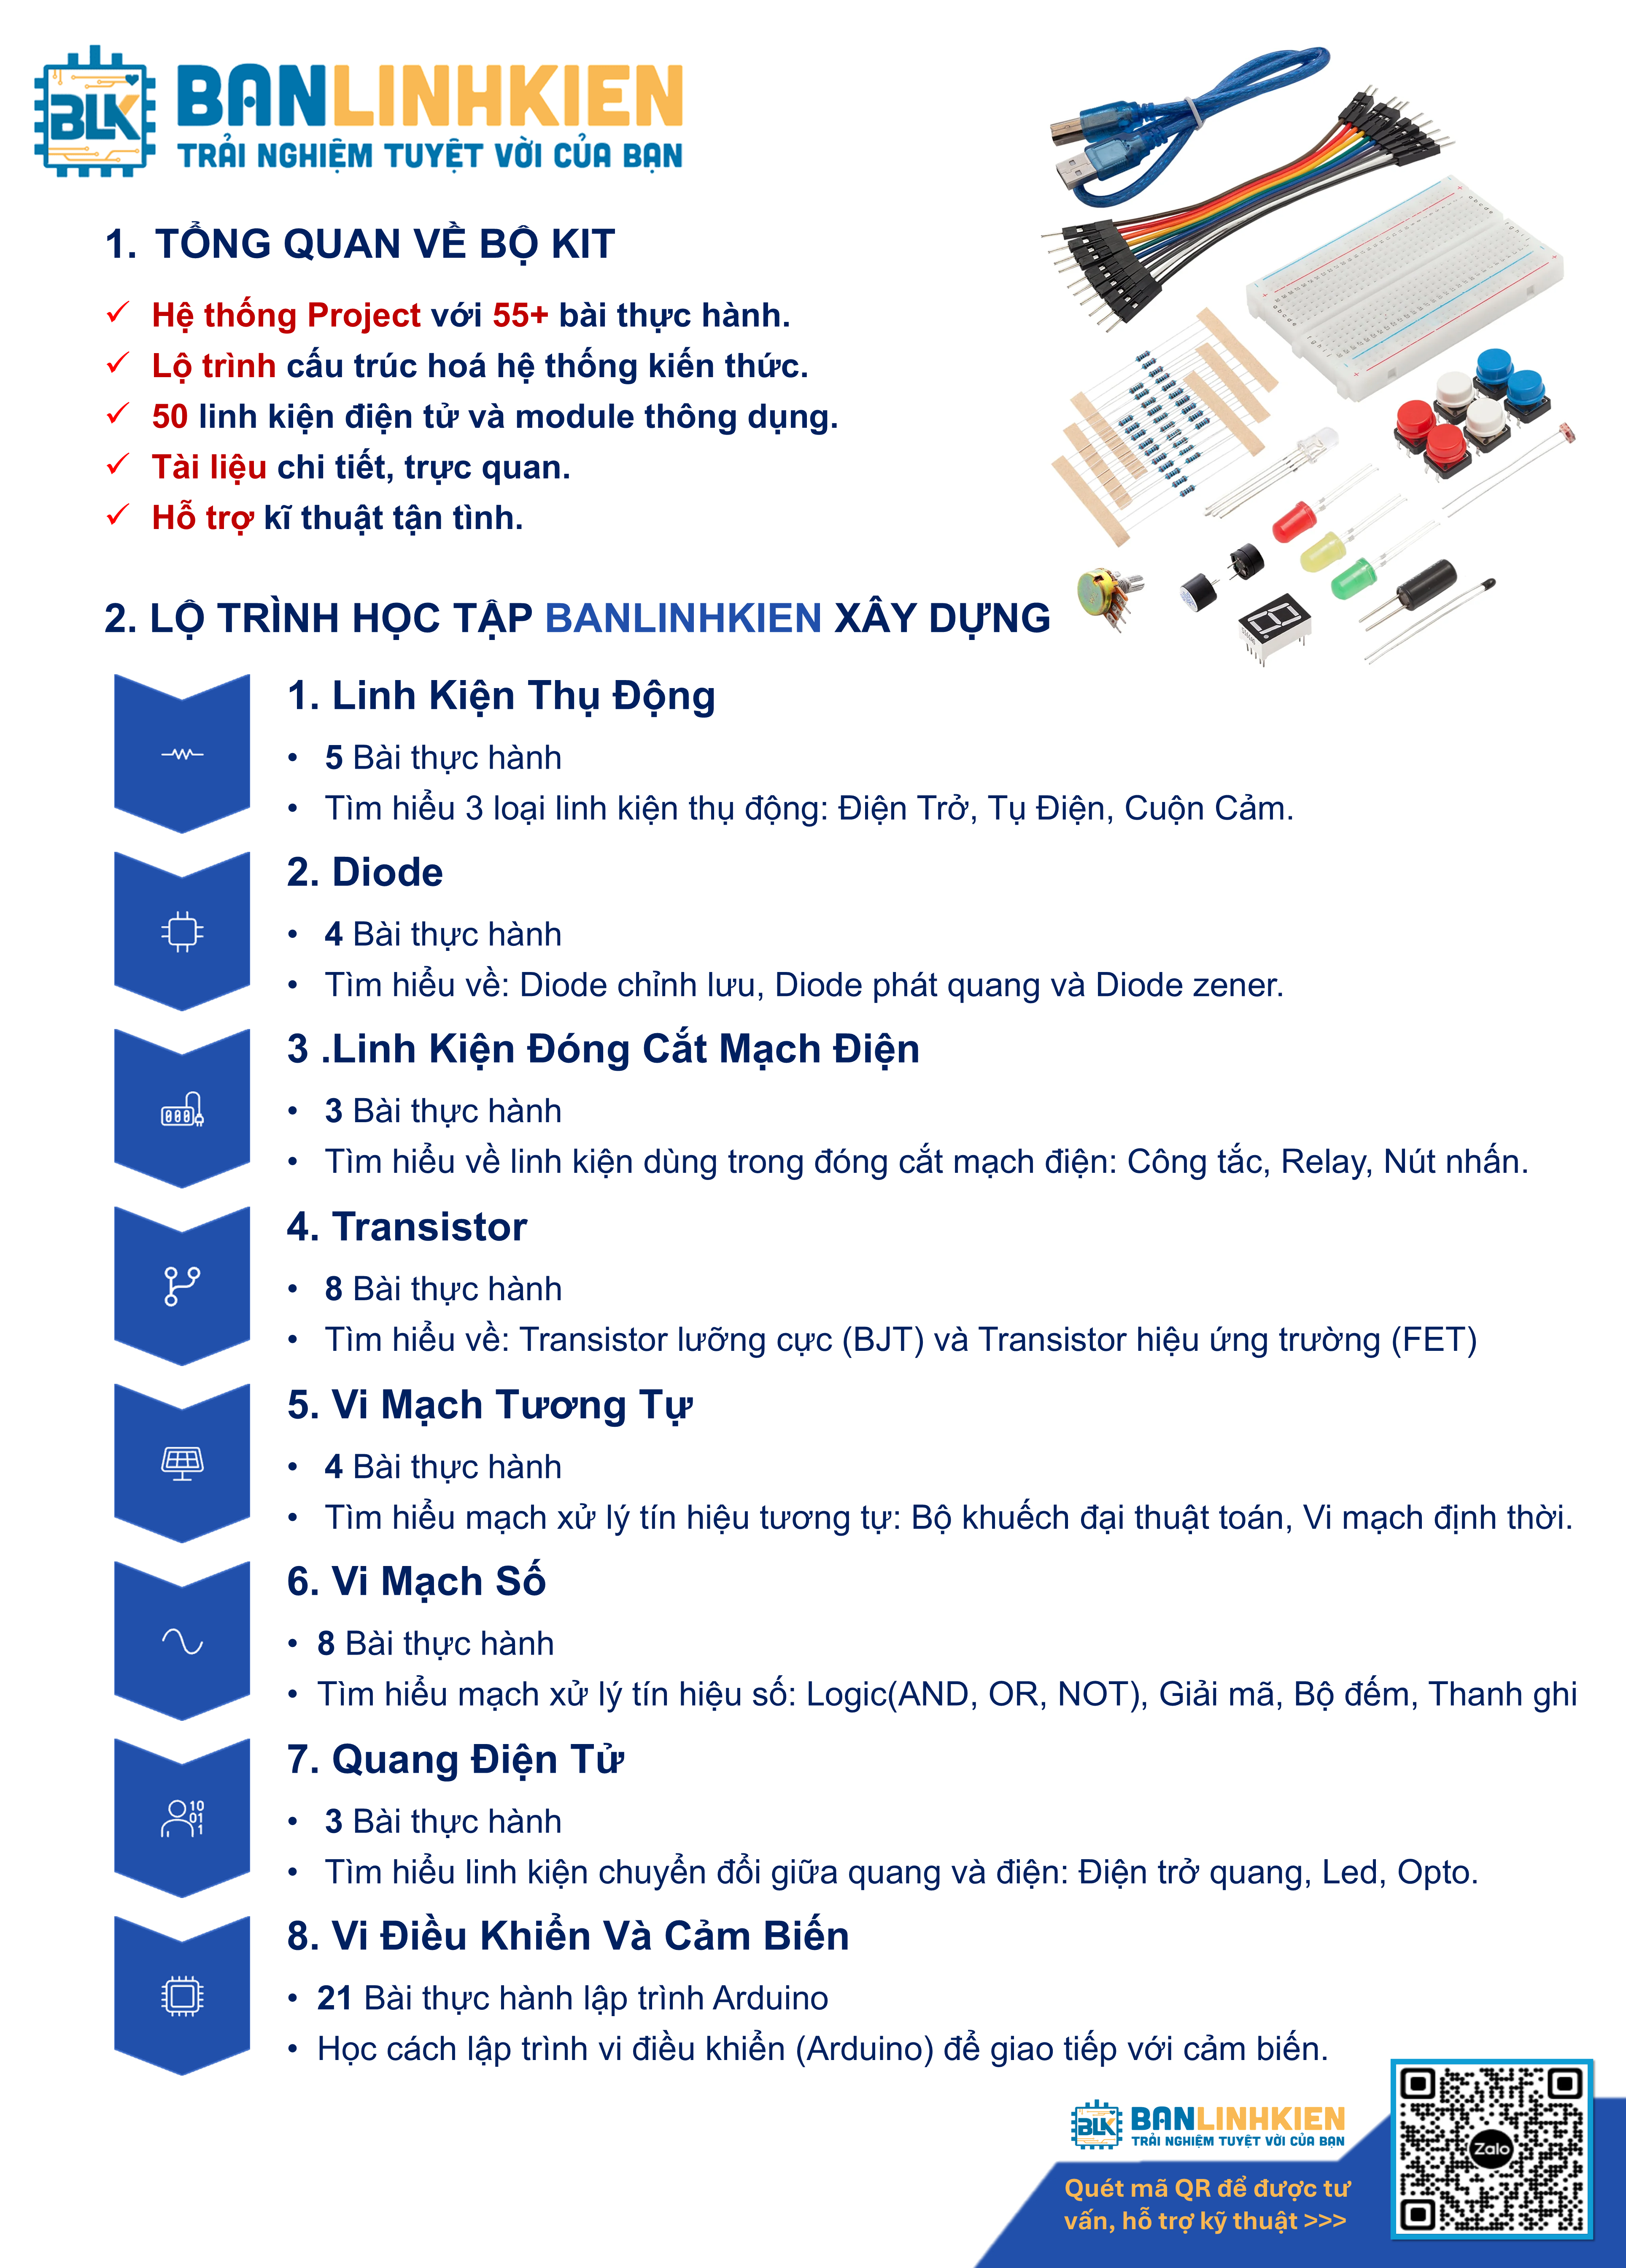 BLK
BANLINHKIEN
TRẢI NGHIỆM TUYỆT VỜI CỦA BẠN
1. TỔNG QUAN VỀ BỘ KIT
Hệ thống Project với 55+ bài thực hành.
Lộ trình cấu trúc hoá hệ thống kiến thức.
50 linh kiện điện tử và module thông dụng.
Tài liệu chi tiết, trực quan.
Hỗ trợ kĩ thuật tận tình.
2. LỘ TRÌNH HỌC TẬP BANLINHKIEN XÂY DỰNG
1. Linh Kiện Thụ Động
• 5 Bài thực hành
• Tìm hiểu 3 loại linh kiện thụ động: Điện Trở, Tụ Điện, Cuộn Cảm.
2. Diode
• 4 Bài thực hành
• Tìm hiểu về: Diode chỉnh lưu, Diode phát quang và Diode zener.
3 .Linh Kiện Đóng Cắt Mạch Điện
• 3 Bài thực hành
• Tìm hiểu về linh kiện dùng trong đóng cắt mạch điện: Công tắc, Relay, Nút nhấn.
4. Transistor
• 8 Bài thực hành
• Tìm hiểu về: Transistor lưỡng cực (BJT) và Transistor hiệu ứng trường (FET)
5. Vi Mạch Tương Tự
• 4 Bài thực hành
• Tìm hiểu mạch xử lý tín hiệu tương tự: Bộ khuếch đại thuật toán, Vi mạch định thời.
6. Vi Mạch Số
• 8 Bài thực hành
• Tìm hiểu mạch xử lý tín hiệu số: Logic(AND, OR, NOT), Giải mã, Bộ đếm, Thanh ghi
7. Quang Điện Tử
• 3 Bài thực hành
• Tìm hiểu linh kiện chuyển đổi giữa quang và điện: Điện trở quang, Led, Opto.
8. Vi Điều Khiển Và Cảm Biến
• 21 Bài thực hành lập trình Arduino
• Học cách lập trình vi điều khiển (Arduino) để giao tiếp với cảm biến.
BLK
BANLINHKIEN
TRẢI NGHIỆM TUYỆT VỜI CỦA BẠN
Quét mã QR để được tư
vấn, hỗ trợ kỹ thuật >>>
Zalo